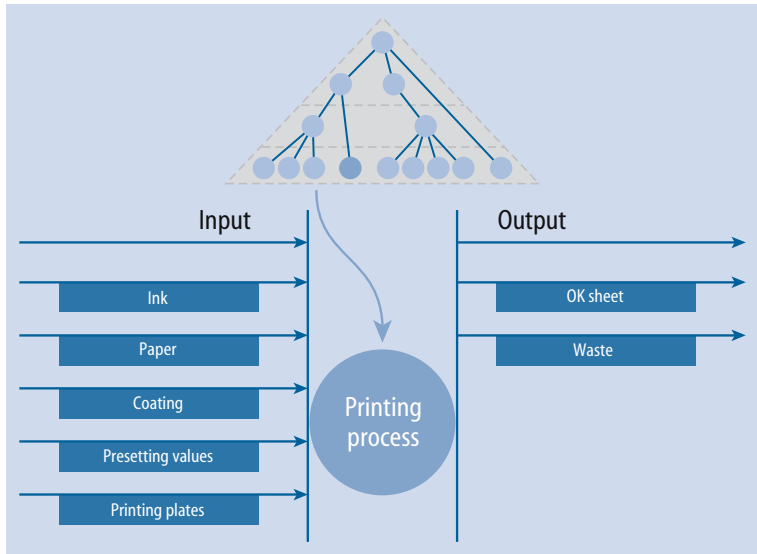 Input
Output
Ink
Paper
Coating
Presetting values
Printing plates
Printing
process
OK sheet
Waste